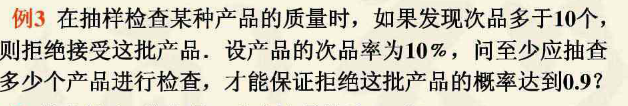 例3 在抽样检查某种产品的质量时，如果发现次品多于10个，
则拒绝接受这批产品．设产品的次品率为10％，问至少应抽查
多少个产品进行检查，才能保证拒绝这批产品的概率达到0.9？